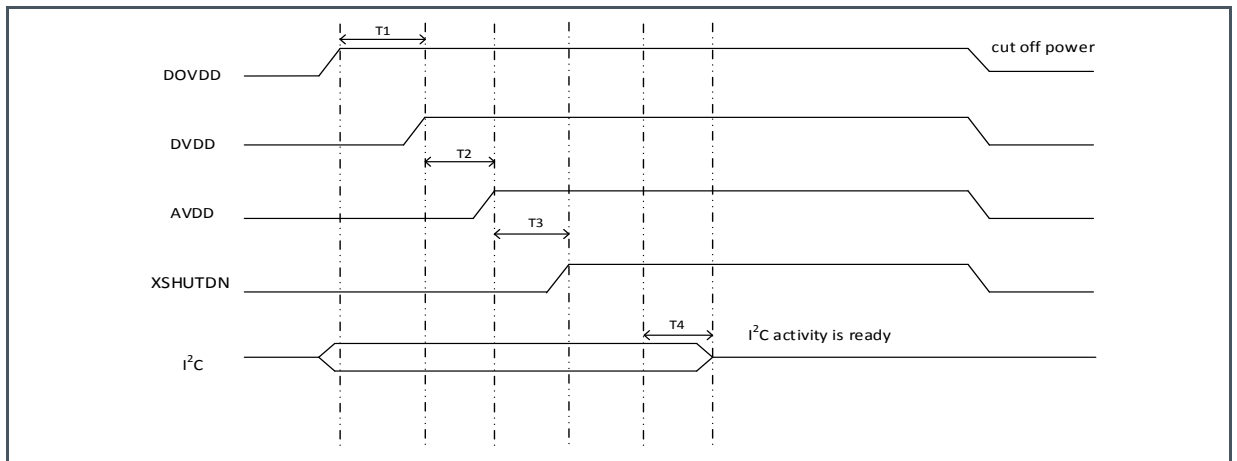 T1
cut off power
DOVDD
DVDD
T2
AVDD
T3
XSHUTDN
T4
I²C activity is ready
I²C